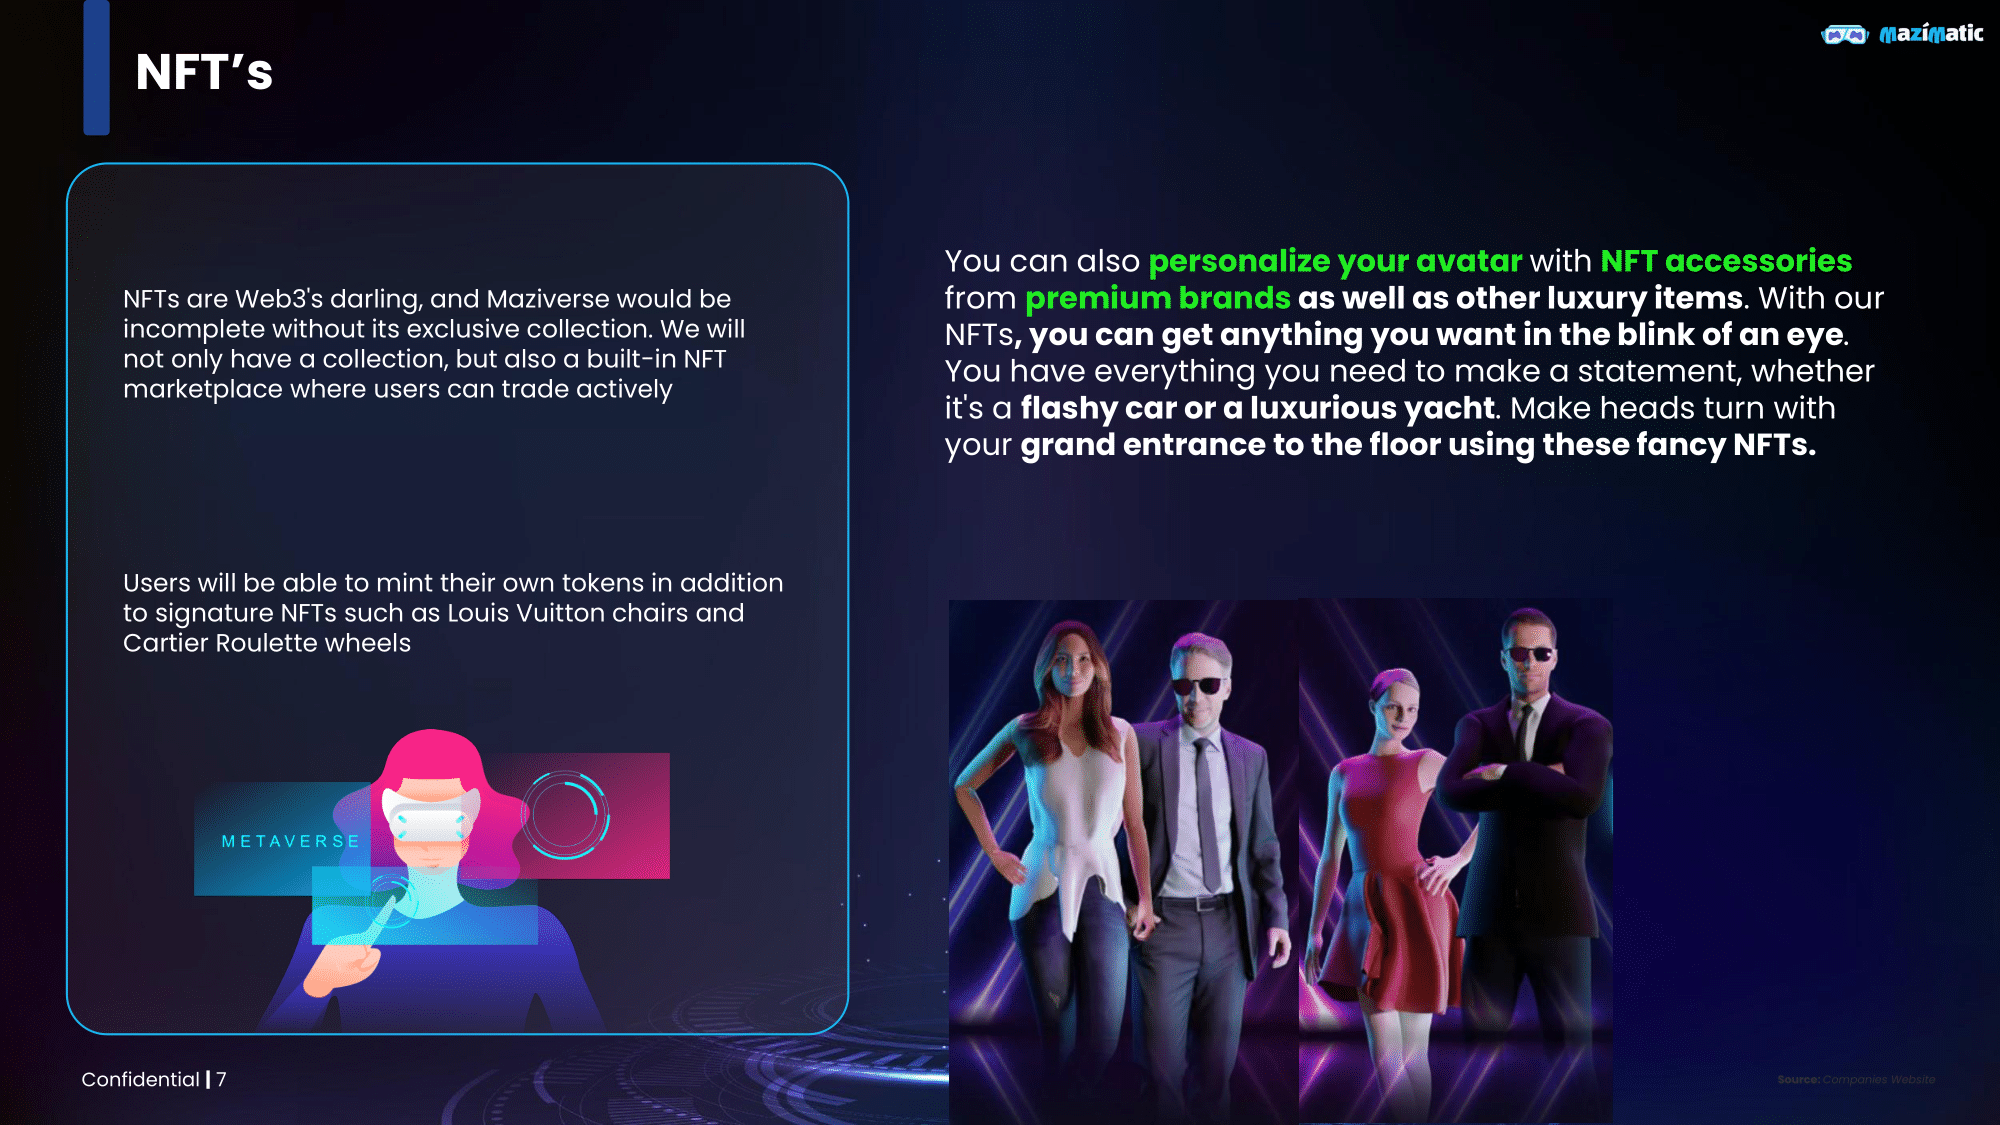 NFT’s
MaziMatic
NFTs are Web3's darling, and Maziverse would be
incomplete without its exclusive collection. We will
not only have a collection, but also a built-in NFT
marketplace where users can trade actively
Users will be able to mint their own tokens in addition
to signature NFTs such as Louis Vuitton chairs and
Cartier Roulette wheels
METAVERSE
You can also personalize your avatar with NFT accessories
from premium brands as well as other luxury items. With our
NFTs, you can get anything you want in the blink of an eye.
You have everything you need to make a statement, whether
it's a flashy car or a luxurious yacht. Make heads turn with
your grand entrance to the floor using these fancy NFTs.
Confidential | 7
Source: Companies Website